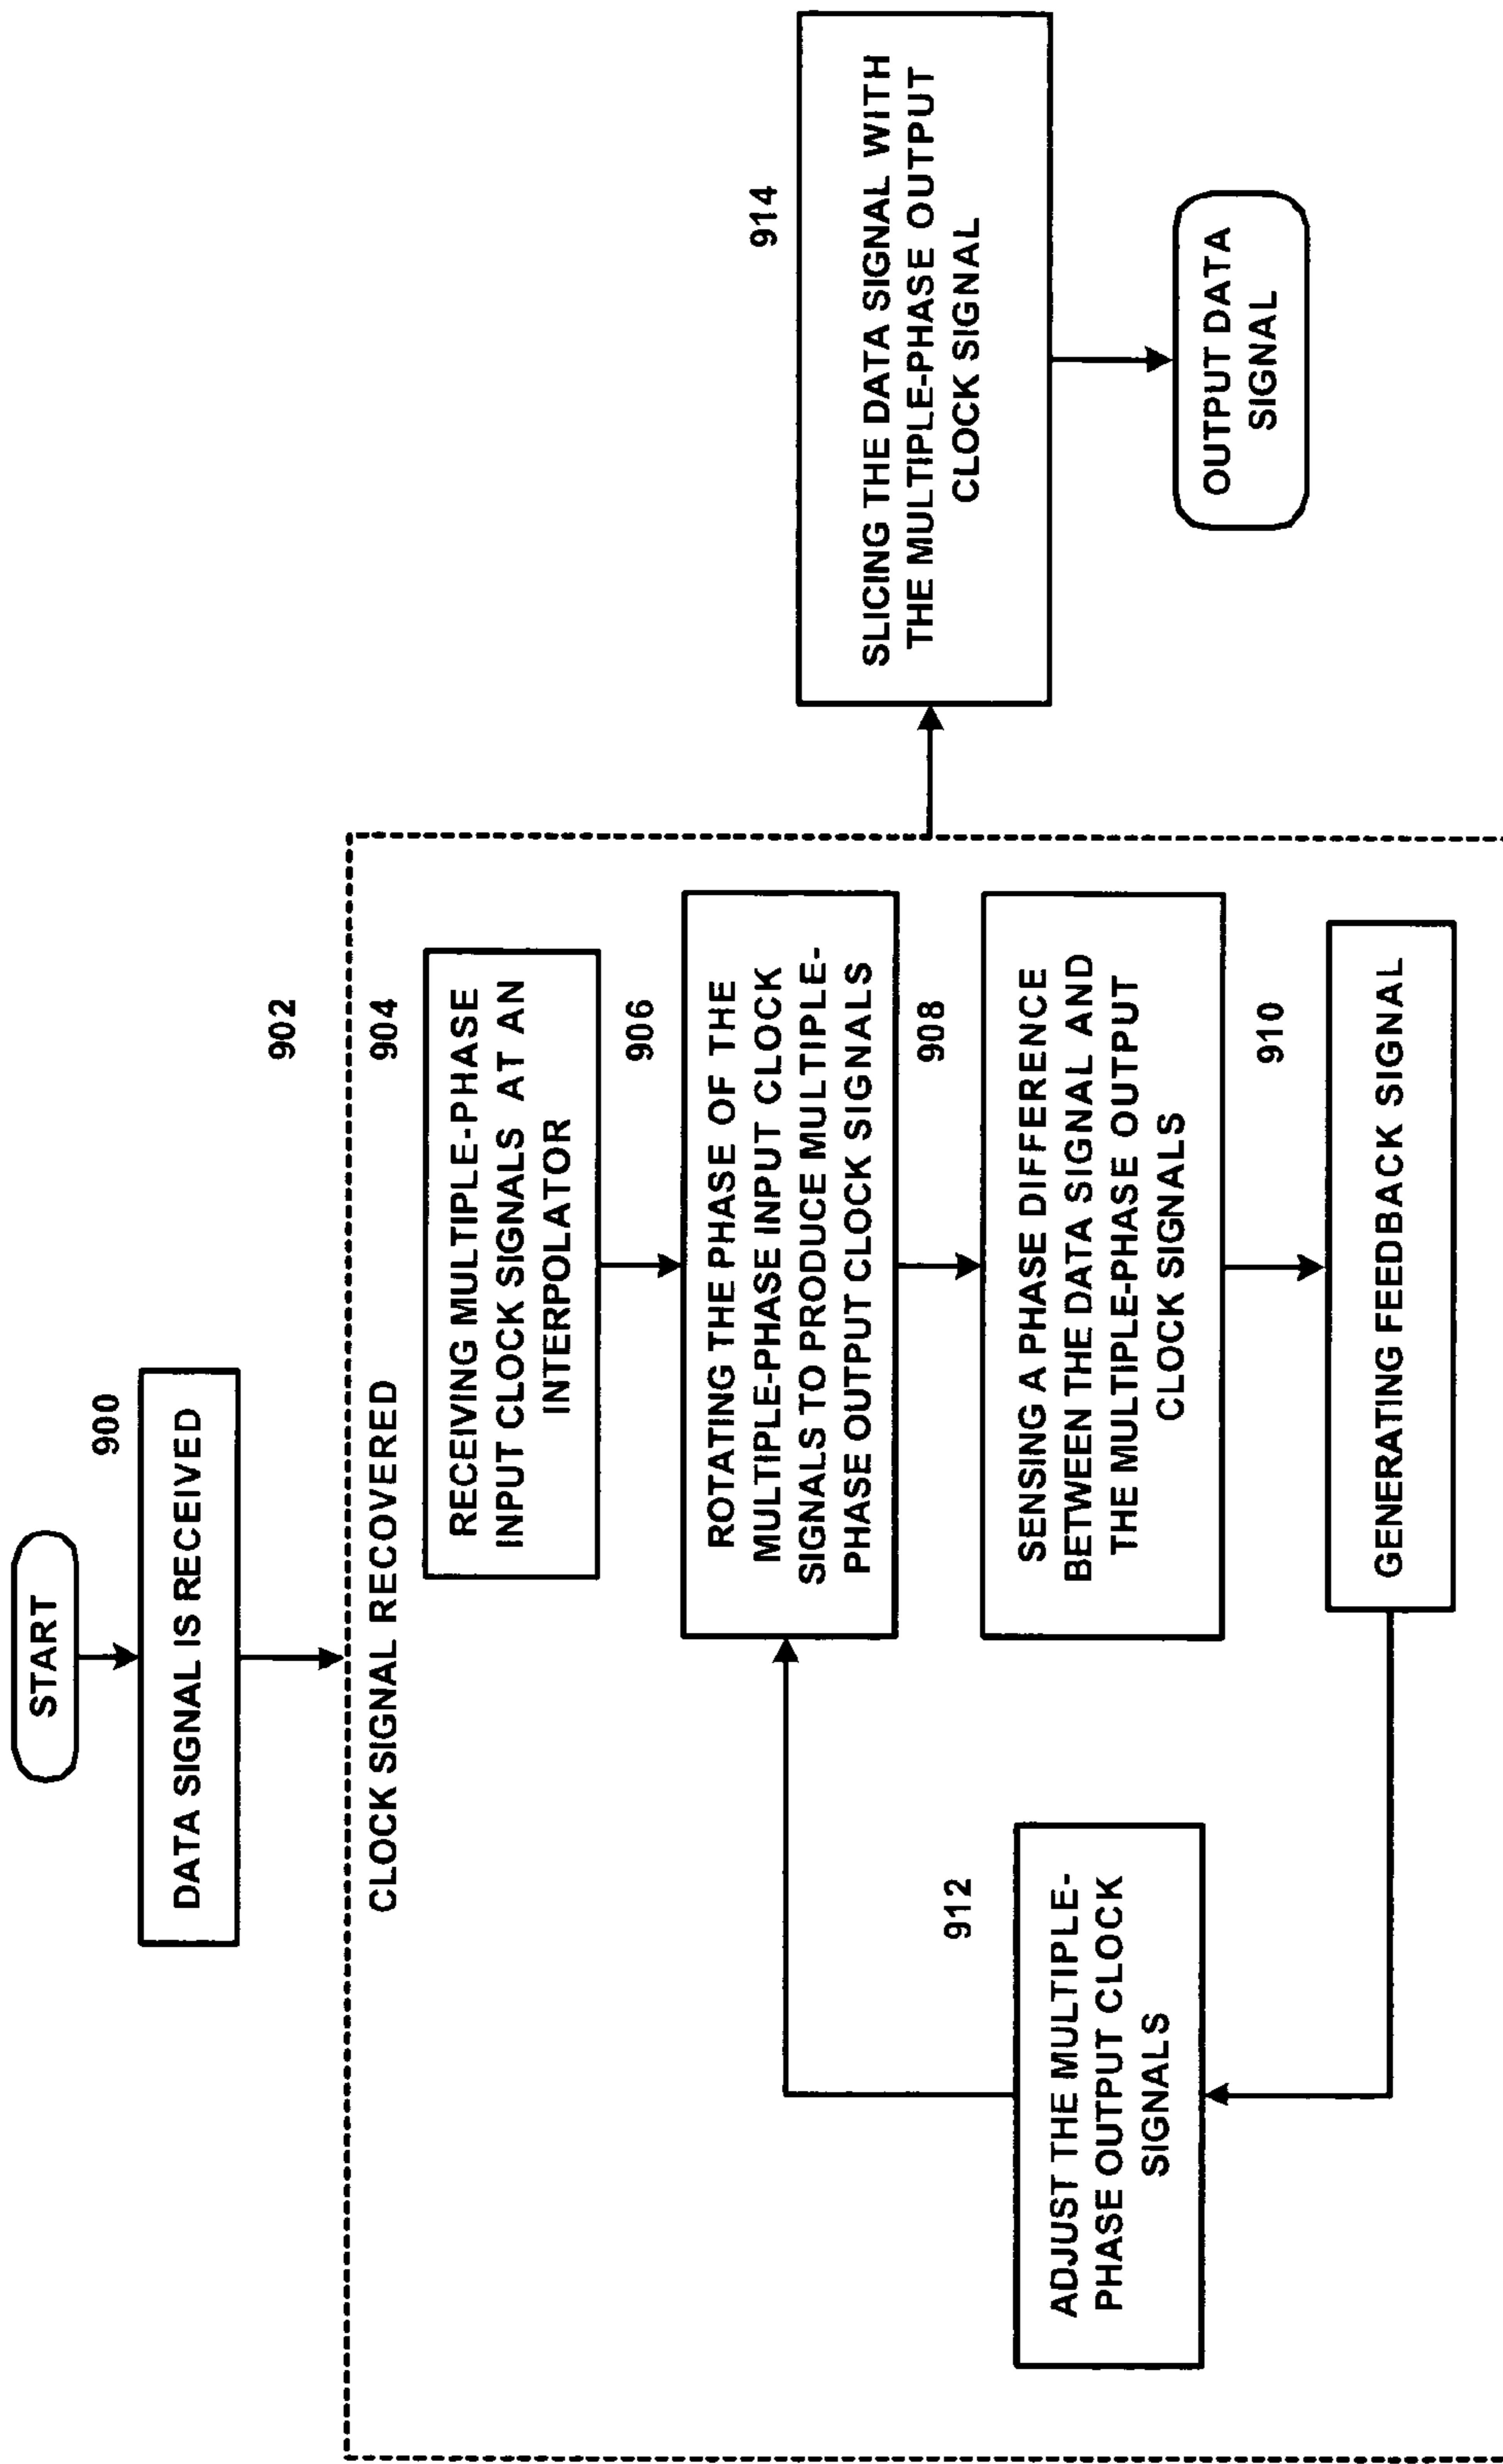 START
900
DATA SIGNAL IS RECEIVED
902
CLOCK SIGNAL RECOVERED
904
RECEIVING MULTIPLE-PHASE
INPUT CLOCK SIGNALS AT AN
INTERPOLATOR
906
ROTATING THE PHASE OF THE
MULTIPLE-PHASE INPUT CLOCK
SIGNALS TO PRODUCE MULTIPLE-
PHASE OUTPUT CLOCK SIGNALS
908
SENSING A PHASE DIFFERENCE
BETWEEN THE DATA SIGNAL AND
THE MULTIPLE-PHASE OUTPUT
CLOCK SIGNALS
910
GENERATING FEEDBACK SIGNAL
912
ADJUST THE MULTIPLE-
PHASE OUTPUT CLOCK
SIGNALS
914
SLICING THE DATA SIGNAL WITH
THE MULTIPLE-PHASE OUTPUT
CLOCK SIGNAL
OUTPUT DATA
SIGNAL